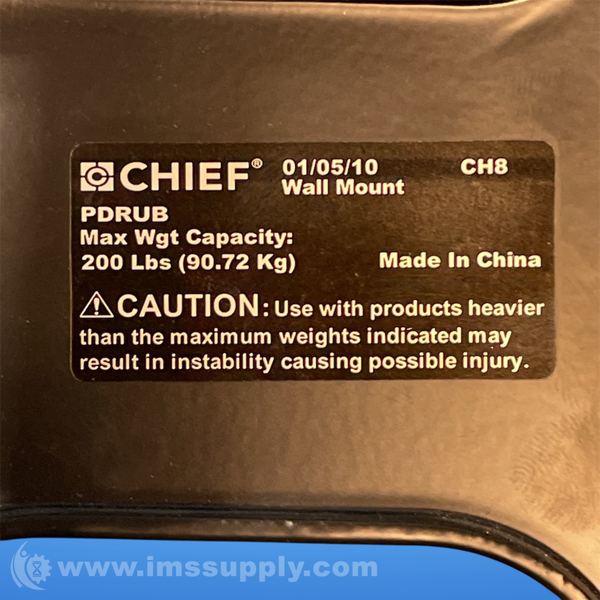 CHIEF® 01/05/10 CH8
Wall Mount
PDRUB
Max Wgt Capacity:
200 Lbs (90.72 Kg) Made In China
⚠CAUTION: Use with products heavier
than the maximum weights indicated may
result in instability causing possible injury.
www.imssupply.com